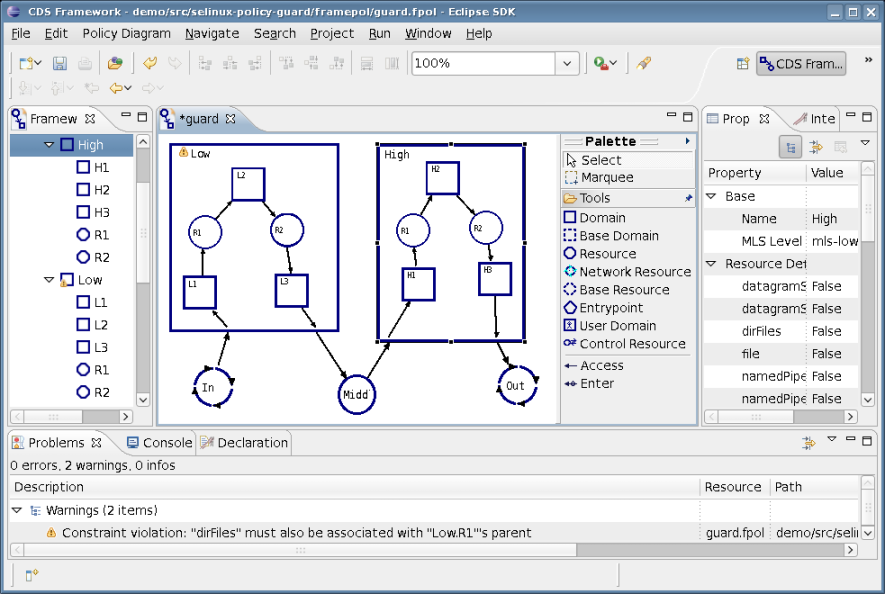 CDS Framework - demo/src/selinux-policy-guard/framepol/guard.fpol - Eclipse SDK
File Edit Policy Diagram Navigate Search Project Run Window Help
100%
CDS Fram...
»
Framew
High
H1
H2
H3
R1
R2
Low
L1
L2
L3
R1
R2
*guard
Low
L2
R1
R2
L1
L3
High
H2
R1
R2
H1
H3
In
Midd
Out
Palette
Select
Marquee
Tools
Domain
Base Domain
Resource
Network Resource
Base Resource
Entrypoint
User Domain
Control Resource
Access
Enter
Prop Inte
Property Value
Base
Name High
MLS Level mls-low
Resource Det
datagramS False
datagramS False
dirFiles False
file False
namedPipe False
namedPipe False
Problems Console Declaration
0 errors, 2 warnings, 0 infos
Description Resource Path
Warnings (2 items)
Constraint violation: "dirFiles" must also be associated with "Low.R1"'s parent guard.fpol demo/src/selin